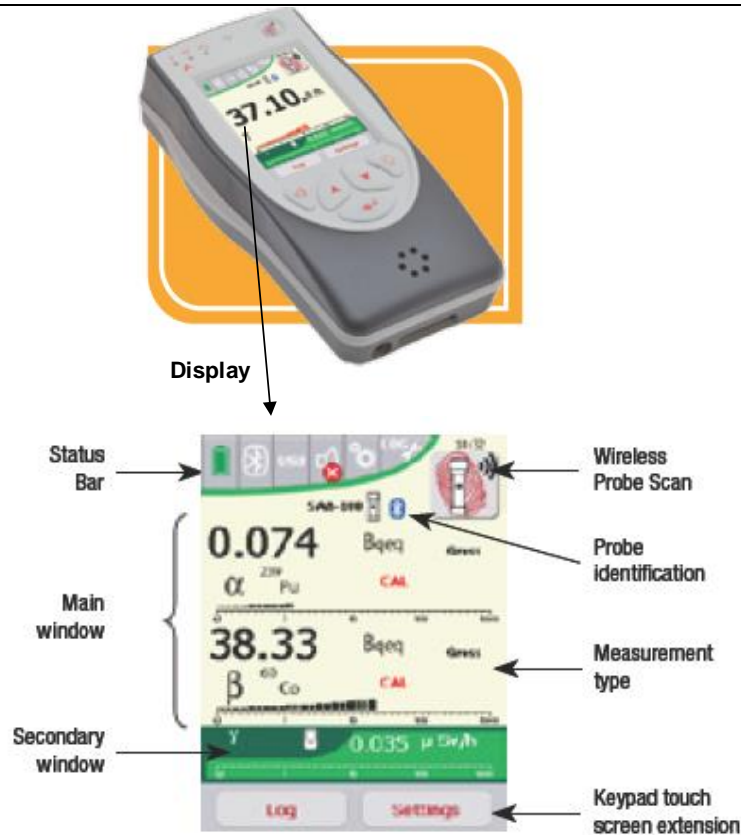 37.10
Display
Status
Bar
Wireless
Probe Scan
Probe
identification
0.074 Bqeq Gross
α 239 Pu CAL
Main
window
38.33 Bqeq Gross
β 60 Co CAL
Measurement
type
Secondary
window
γ 0.035 µSv/h
Log Settings
Keypad touch
screen extension